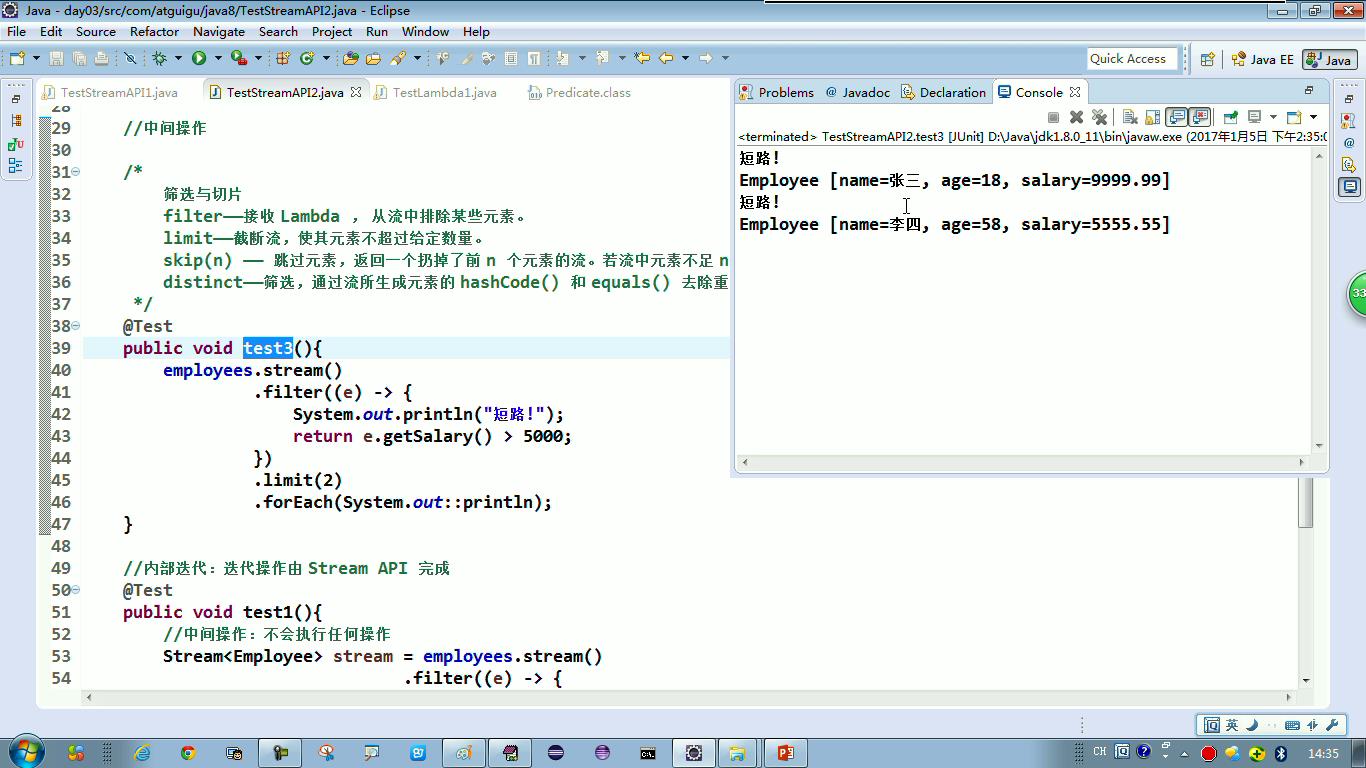 Java - day03/src/com/atguigu/java8/TestStreamAPI2.java - Eclipse
File Edit Source Refactor Navigate Search Project Run Window Help
Quick Access Java EE Java
TestStreamAPI1.java TestStreamAPI2.java TestLambda1.java Predicate.class
28
29 //中间操作
30
31 /*
32 筛选与切片
33 filter——接收 Lambda ， 从流中排除某些元素。
34 limit——截断流，使其元素不超过给定数量。
35 skip(n) —— 跳过元素，返回一个扔掉了前 n 个元素的流。若流中元素不足 n
36 distinct——筛选，通过流所生成元素的 hashCode() 和 equals() 去除重
37 */
38 @Test
39 public void test3(){
40 employees.stream()
41 .filter((e) -> {
42 System.out.println("短路!");
43 return e.getSalary() > 5000;
44 })
45 .limit(2)
46 .forEach(System.out::println);
47 }
48
49 //内部迭代：迭代操作由 Stream API 完成
50 @Test
51 public void test1(){
52 //中间操作：不会执行任何操作
53 Stream<Employee> stream = employees.stream()
54 .filter((e) -> {
Problems @ Javadoc Declaration Console
<terminated> TestStreamAPI2.test3 [JUnit] D:\Java\jdk1.8.0_11\bin\javaw.exe (2017年1月5日 下午2:35:0
短路!
Employee [name=张三, age=18, salary=9999.99]
短路!
Employee [name=李四, age=58, salary=5555.55]
33
英
CH 14:35